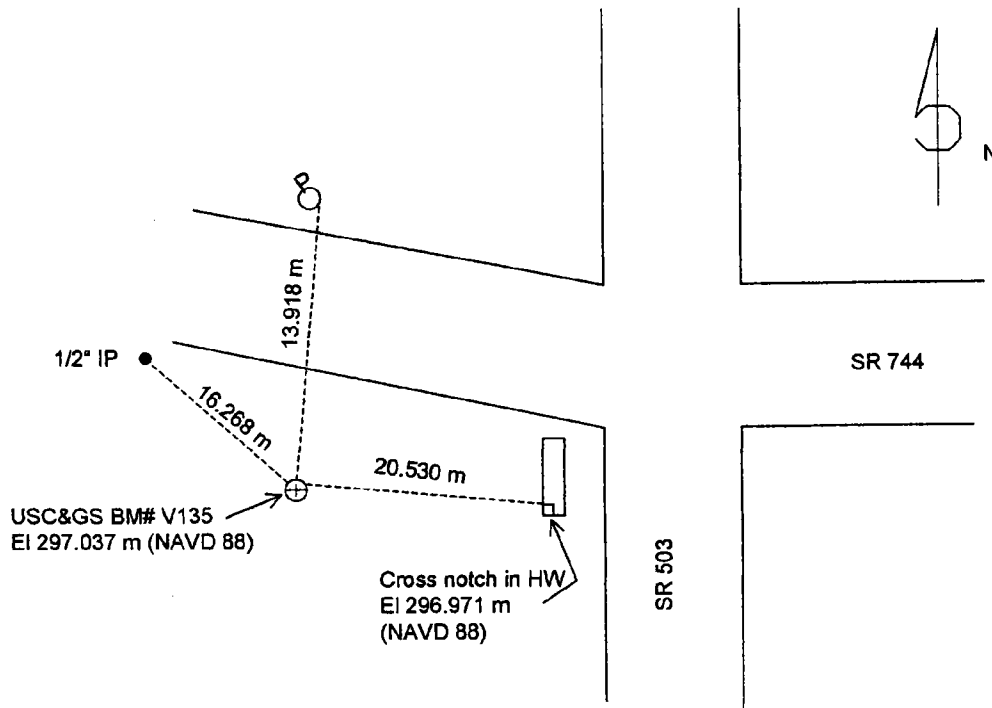 N
P
13.918 m
1/2" IP
SR 744
16.268 m
20.530 m
USC&GS BM# V135
El 297.037 m (NAVD 88)
Cross notch in HW
El 296.971 m
(NAVD 88)
SR 503